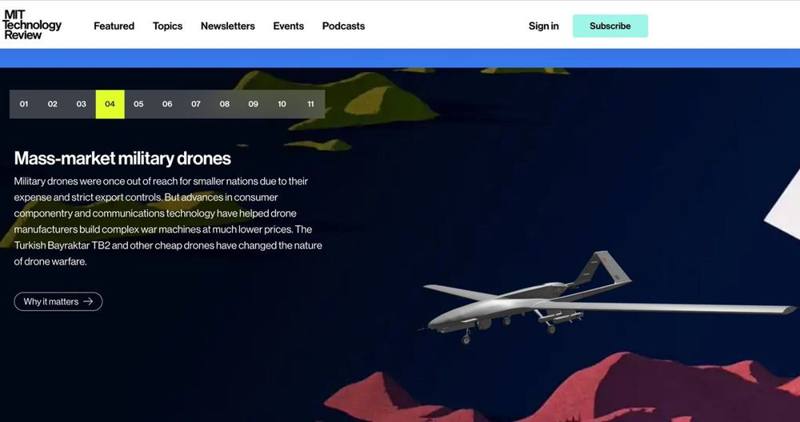 MIT
Technology
Review
Featured
Topics
Newsletters
Events
Podcasts
Sign in
Subscribe
01 02 03 04 05 06 07 08 09 10 11
Mass-market military drones
Military drones were once out of reach for smaller nations due to their
expense and strict export controls. But advances in consumer
componentry and communications technology have helped drone
manufacturers build complex war machines at much lower prices. The
Turkish Bayraktar TB2 and other cheap drones have changed the nature
of drone warfare.
Why it matters